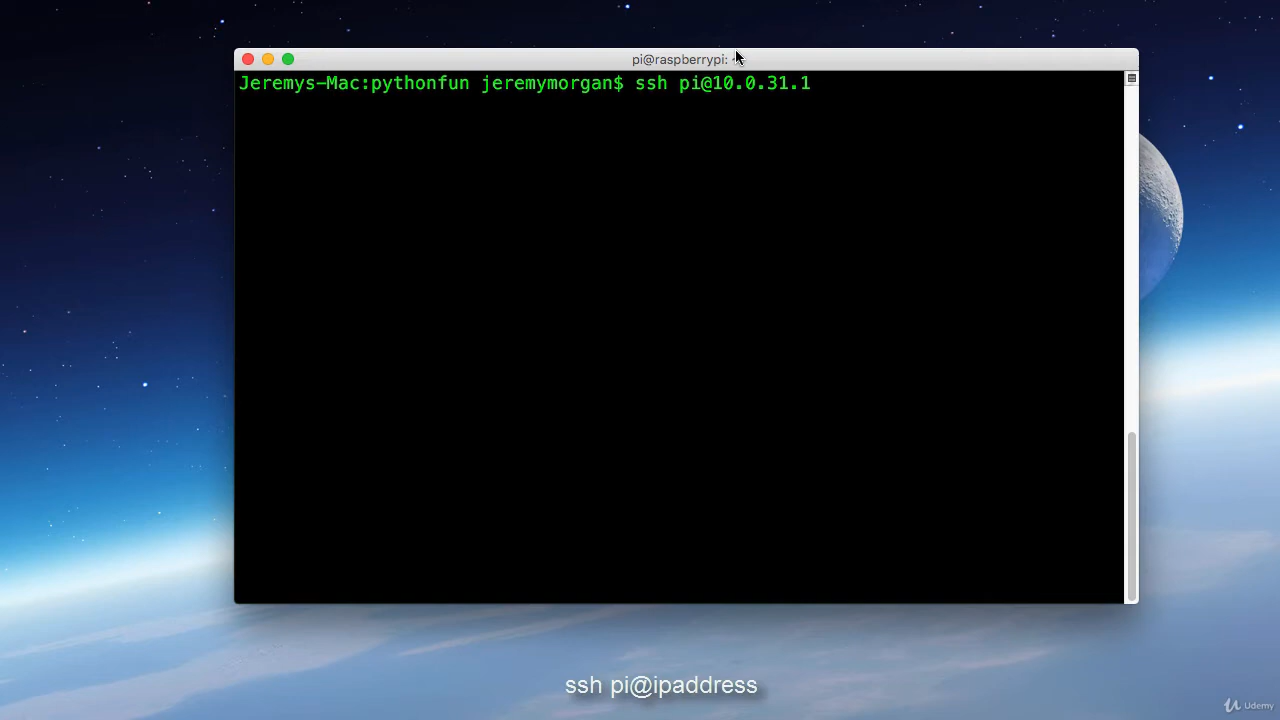 pi@raspberrypi:
Jeremys-Mac:pythonfun jeremymorgan$ ssh pi@10.0.31.1
ssh pi@ipaddress
Udemy